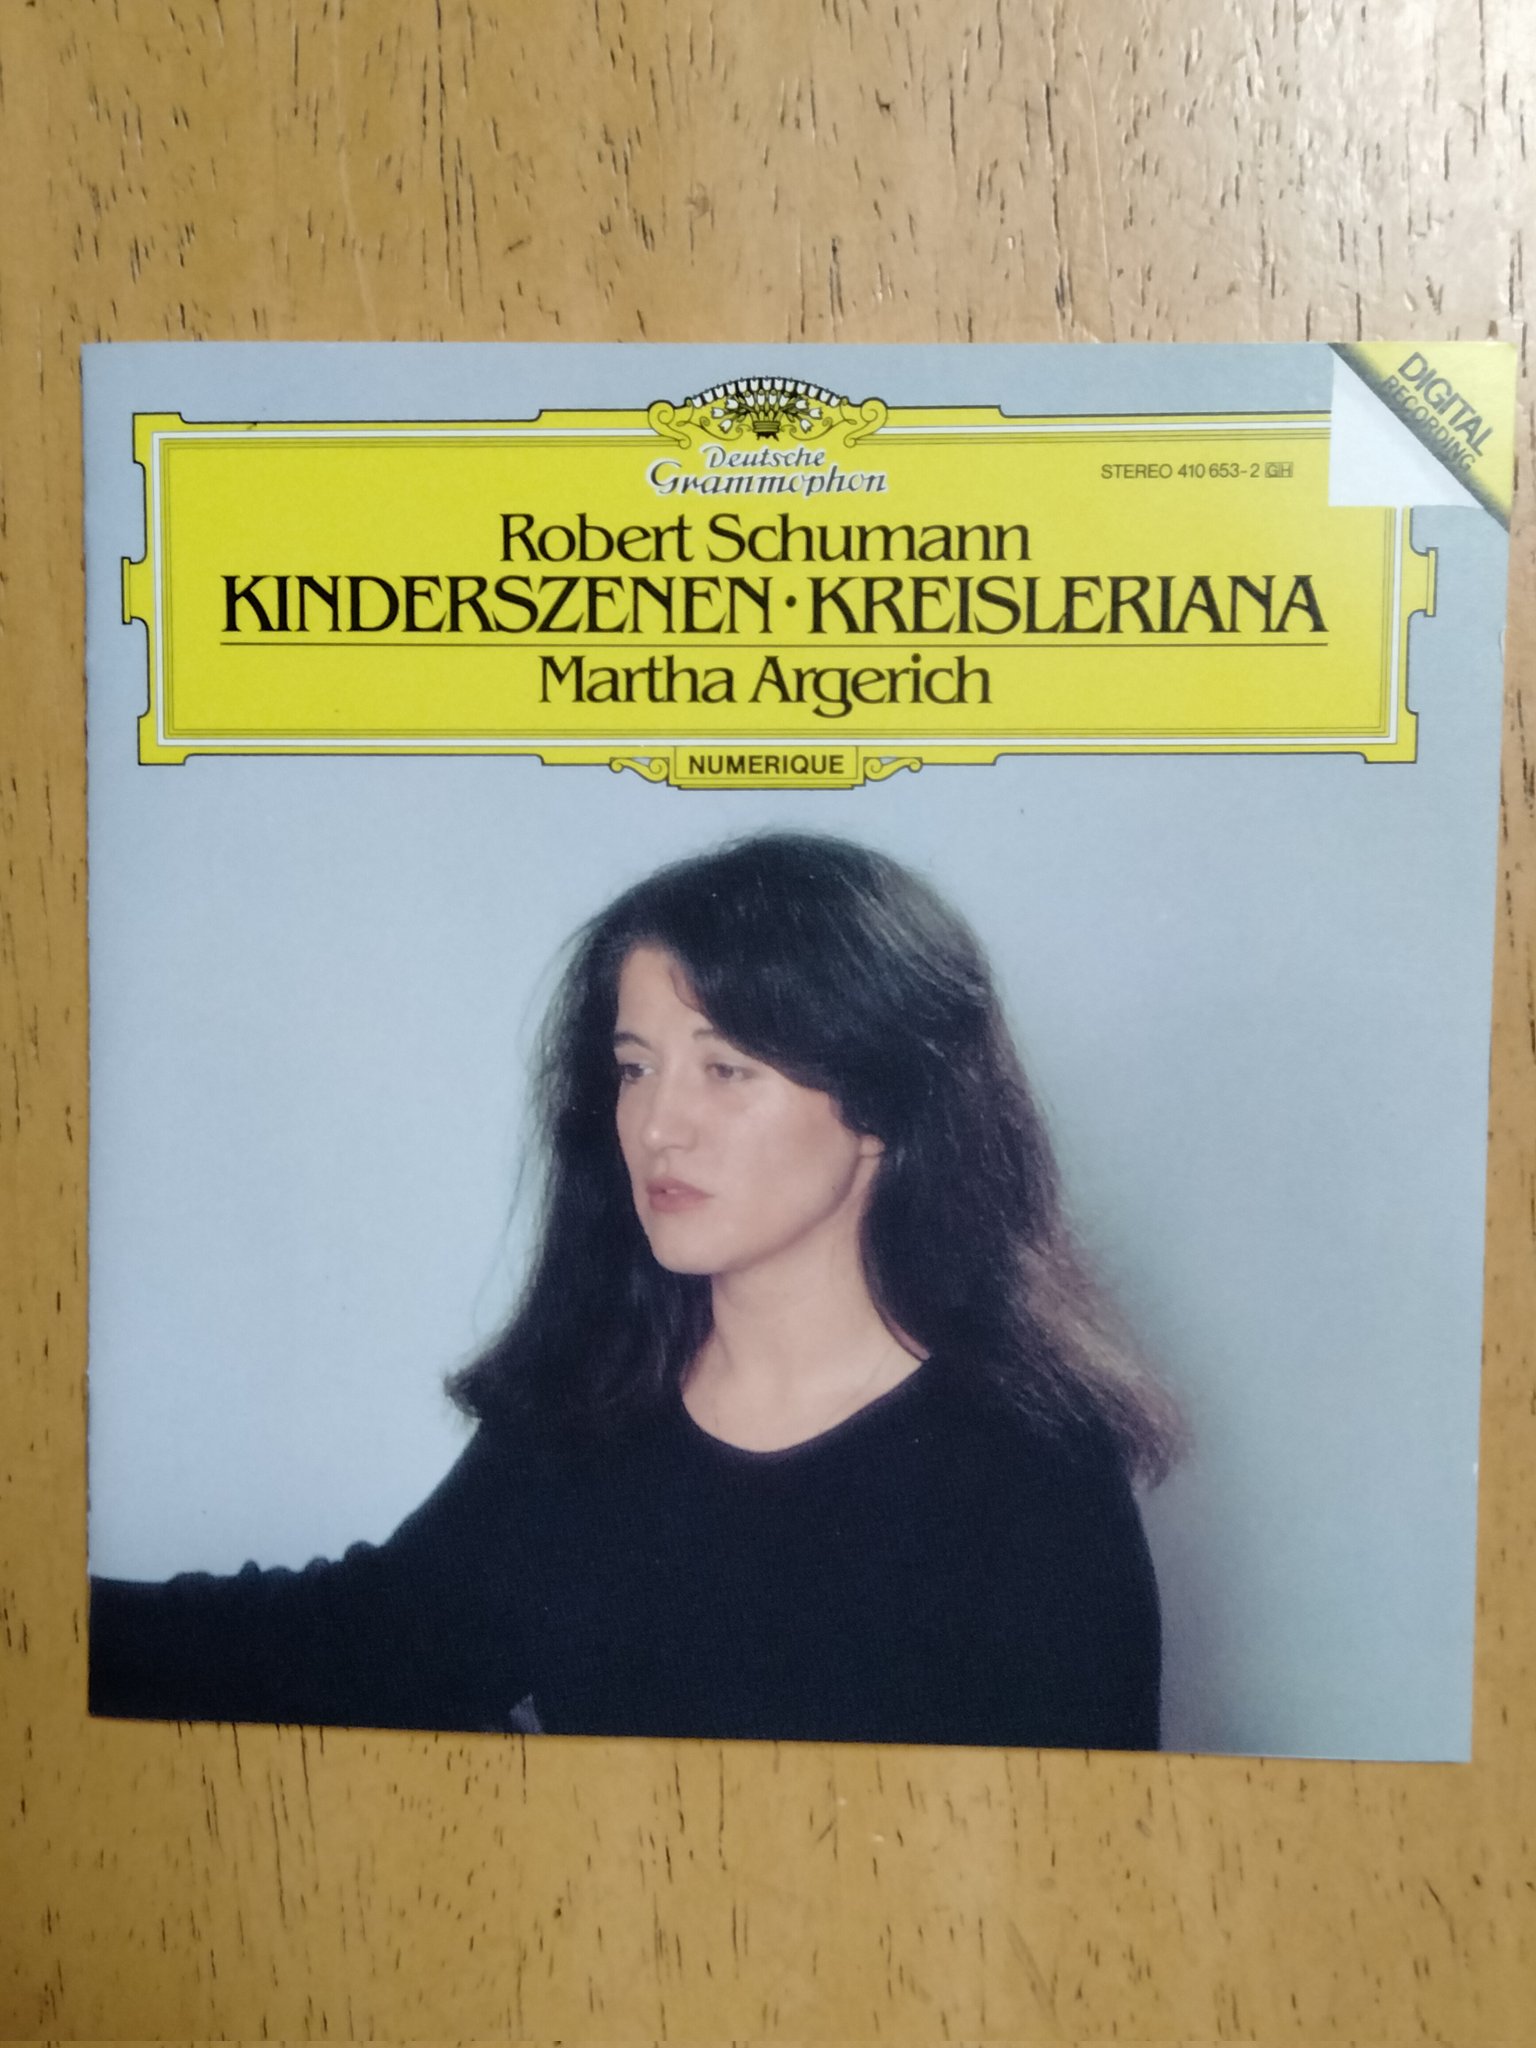 DIGITAL
RECORDING
Deutsche
Grammophon
STEREO 410 653-2 GH
Robert Schumann
KINDERSZENEN · KREISLERIANA
Martha Argerich
NUMERIQUE